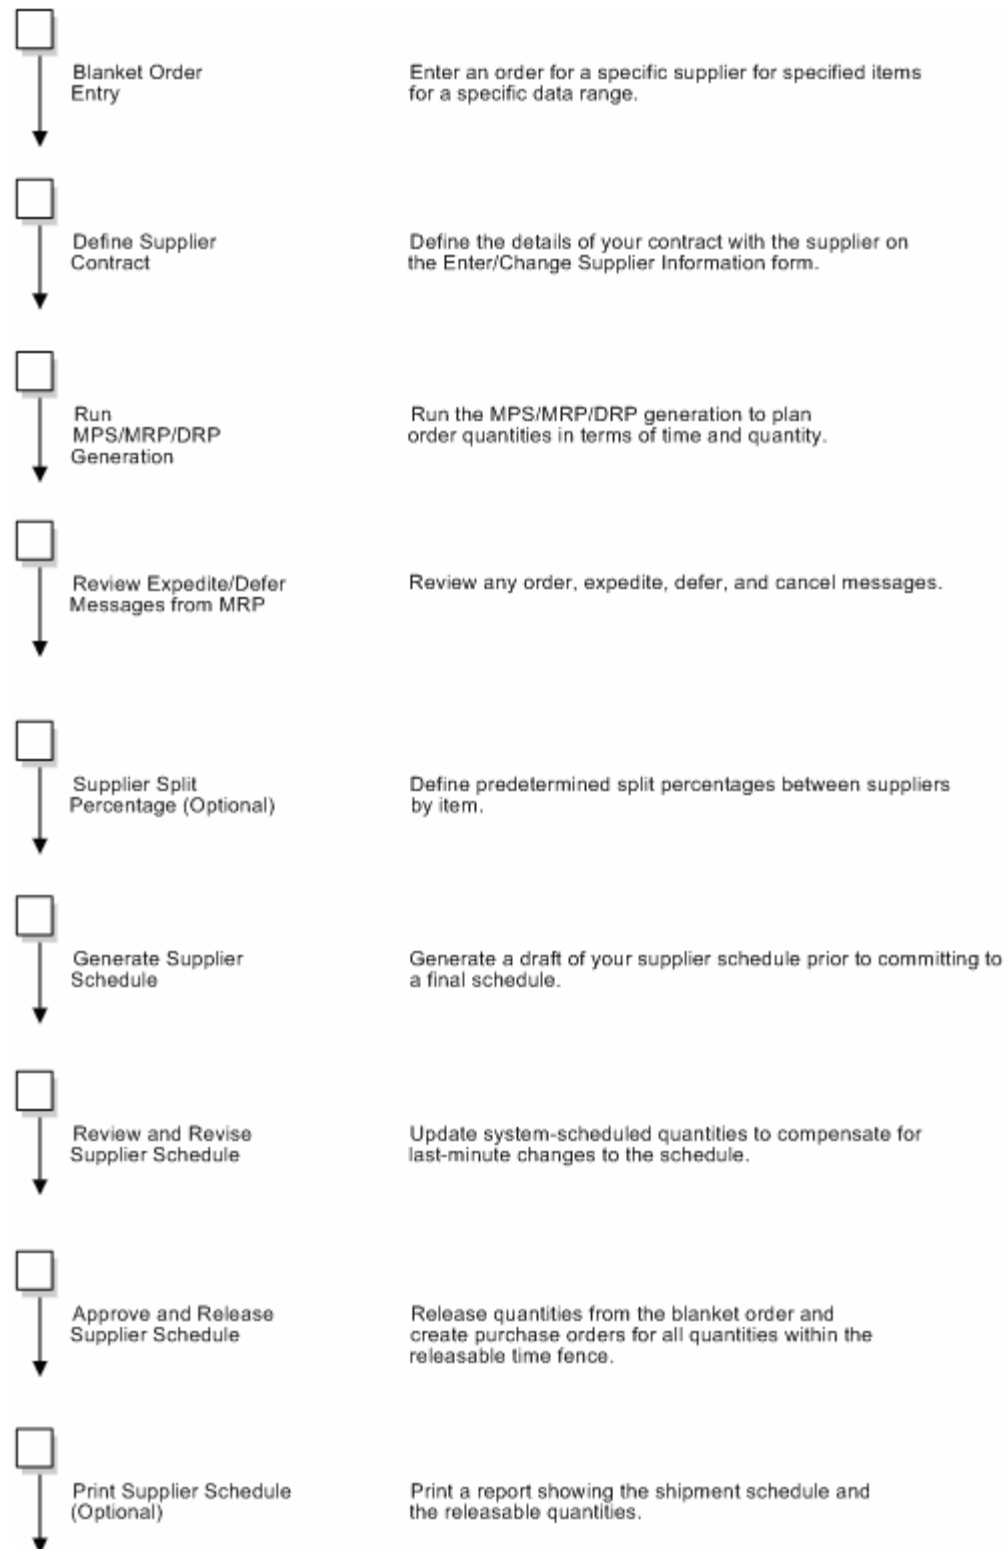 Blanket Order
Entry
Enter an order for a specific supplier for specified items
for a specific data range.
Define Supplier
Contract
Define the details of your contract with the supplier on
the Enter/Change Supplier Information form.
Run
MPS/MRP/DRP
Generation
Run the MPS/MRP/DRP generation to plan
order quantities in terms of time and quantity.
Review Expedite/Defer
Messages from MRP
Review any order, expedite, defer, and cancel messages.
Supplier Split
Percentage (Optional)
Define predetermined split percentages between suppliers
by item.
Generate Supplier
Schedule
Generate a draft of your supplier schedule prior to committing to
a final schedule.
Review and Revise
Supplier Schedule
Update system-scheduled quantities to compensate for
last-minute changes to the schedule.
Approve and Release
Supplier Schedule
Release quantities from the blanket order and
create purchase orders for all quantities within the
releasable time fence.
Print Supplier Schedule
(Optional)
Print a report showing the shipment schedule and
the releasable quantities.